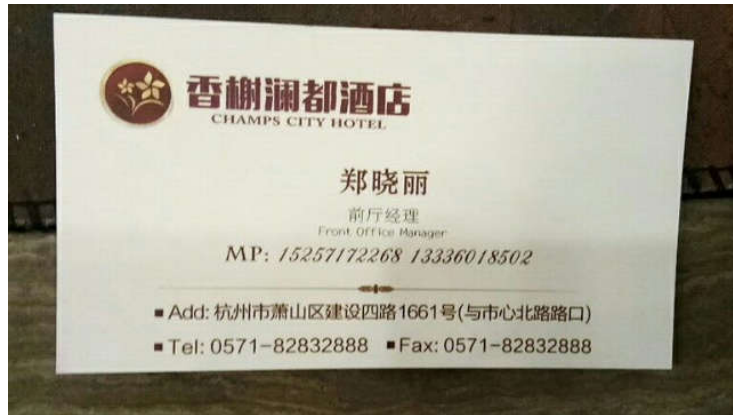 香榭澜都酒店
CHAMPS CITY HOTEL
郑晓丽
前厅经理
Front Office Manager
MP: 15257172268 13336018502
■ Add: 杭州市萧山区建设四路1661号(与市心北路路口)
■ Tel: 0571-82832888 ■ Fax: 0571-82832888